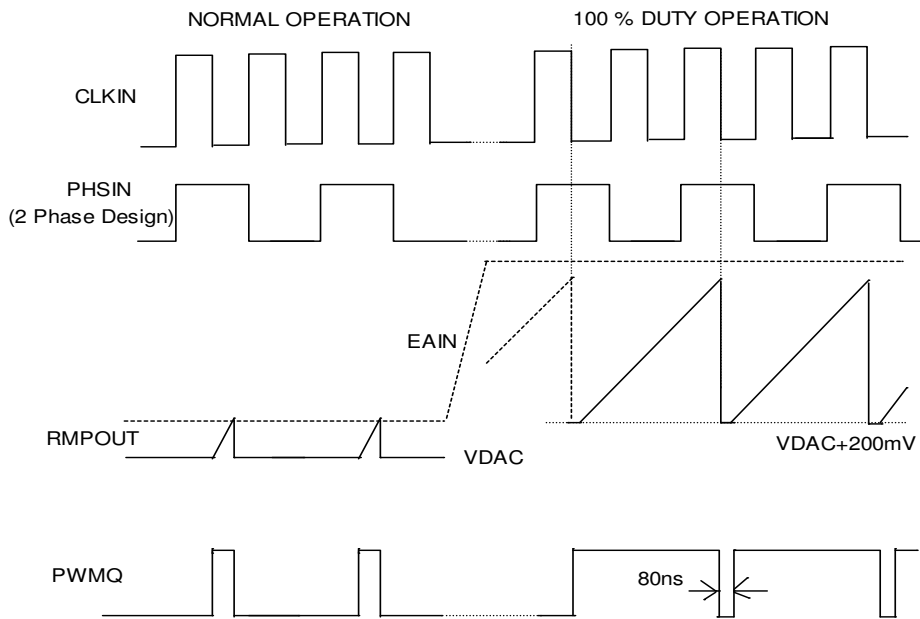 NORMAL OPERATION
100 % DUTY OPERATION
CLKIN
PHSIN
(2 Phase Design)
EAIN
RMPOUT
VDAC
VDAC+200mV
PWMQ
80ns